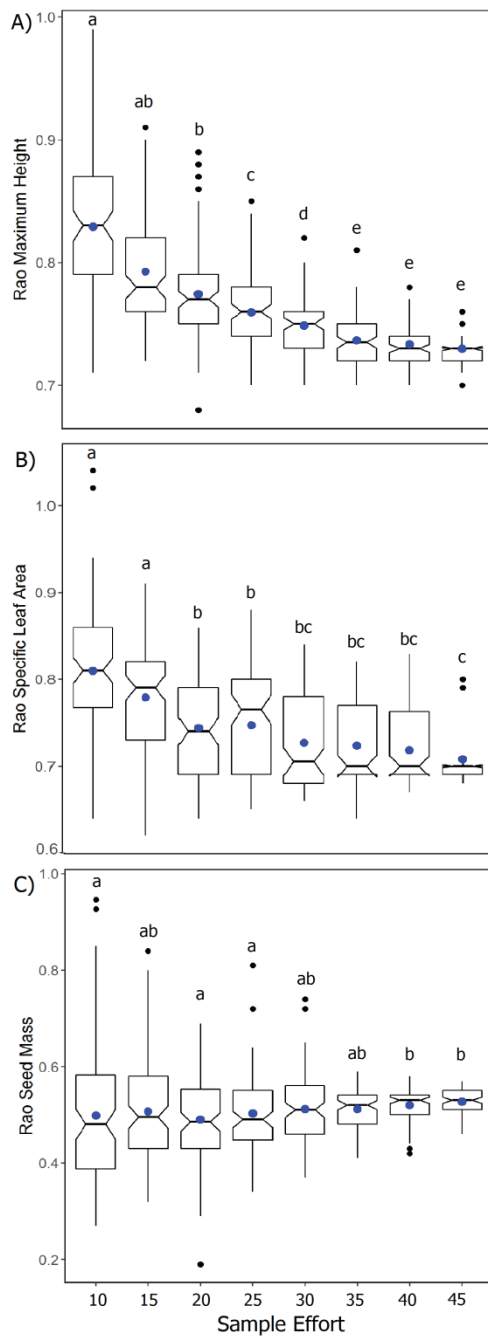 A)
Rao Maximum Height
1.0
0.9
0.8
0.7
a
ab
b
c
d
e
e
e
B)
Rao Specific Leaf Area
1.0
0.9
0.8
0.7
0.6
a
a
b
b
bc
bc
bc
c
C)
Rao Seed Mass
1.0
0.8
0.6
0.4
0.2
a
ab
a
a
ab
ab
b
b
10 15 20 25 30 35 40 45
Sample Effort